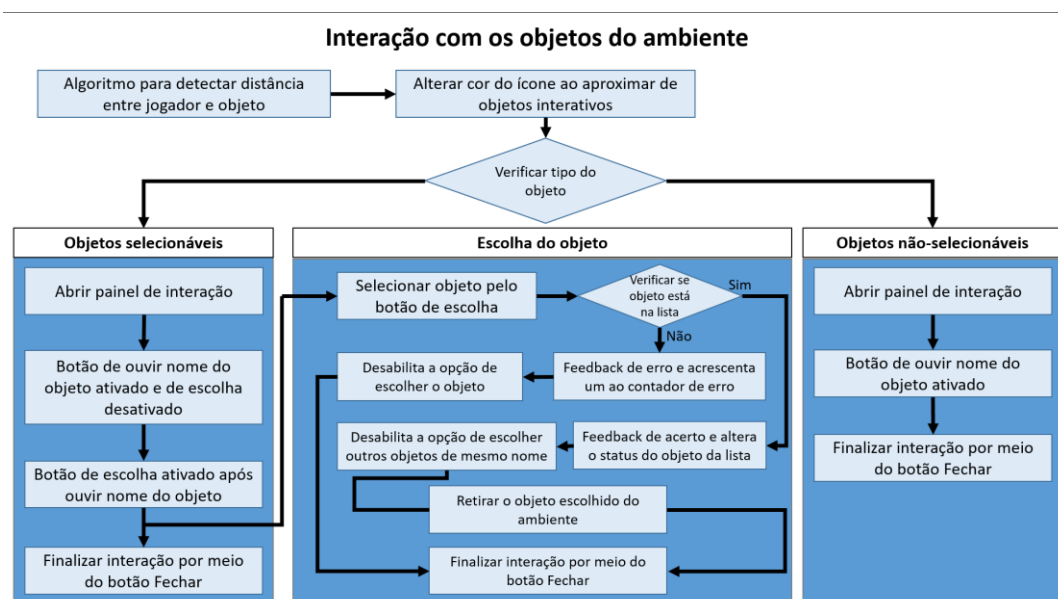 Interação com os objetos do ambiente
Algoritmo para detectar distância
entre jogador e objeto
Alterar cor do ícone ao aproximar de
objetos interativos
Verificar tipo do
objeto
Objetos selecionáveis
Abrir painel de interação
Botão de ouvir nome do
objeto ativado e de escolha
desativado
Botão de escolha ativado após
ouvir nome do objeto
Finalizar interação por meio
do botão Fechar
Escolha do objeto
Selecionar objeto pelo
botão de escolha
Verificar se
objeto está
na lista
Sim
Não
Desabilita a opção de
escolher o objeto
Feedback de erro e acrescenta
um ao contador de erro
Desabilita a opção de escolher
outros objetos de mesmo nome
Feedback de acerto e altera
o status do objeto da lista
Retirar o objeto escolhido do
ambiente
Finalizar interação por meio do
botão Fechar
Objetos não-selecionáveis
Abrir painel de interação
Botão de ouvir nome do
objeto ativado
Finalizar interação por meio
do botão Fechar